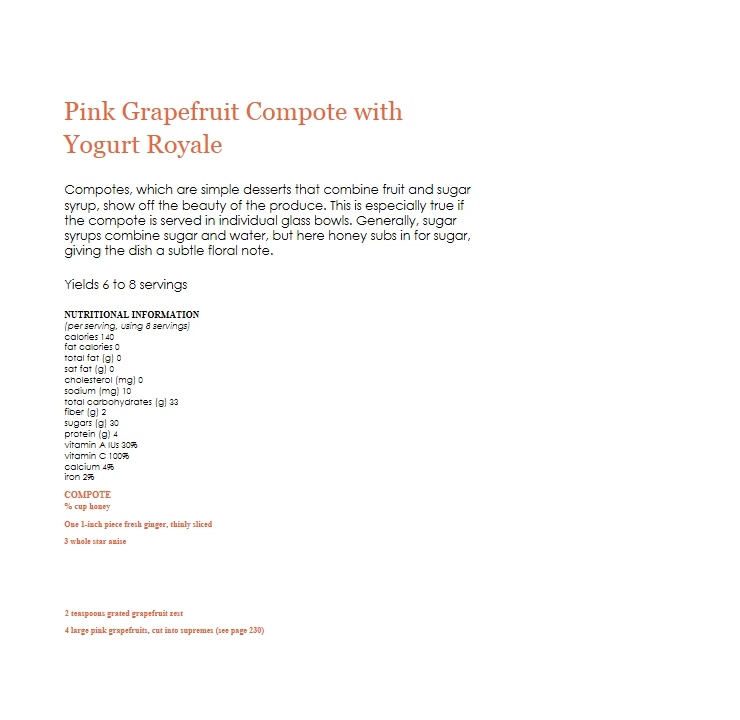 Pink Grapefruit Compote with
Yogurt Royale
Compotes, which are simple desserts that combine fruit and sugar
syrup, show off the beauty of the produce. This is especially true if
the compote is served in individual glass bowls. Generally, sugar
syrups combine sugar and water, but here honey subs in for sugar,
giving the dish a subtle floral note.
Yields 6 to 8 servings
NUTRITIONAL INFORMATION
(per serving, using 8 servings)
calories 140
fat calories 0
total fat (g) 0
sat fat (g) 0
cholesterol (mg) 0
sodium (mg) 10
total carbohydrates (g) 33
fiber (g) 2
sugars (g) 30
protein (g) 4
vitamin A IUs 30%
vitamin C 100%
calcium 4%
iron 2%
COMPOTE
% cup honey
One 1-inch piece fresh ginger, thinly sliced
3 whole star anise
2 teaspoons grated grapefruit zest
4 large pink grapefruits, cut into supremes (see page 230)